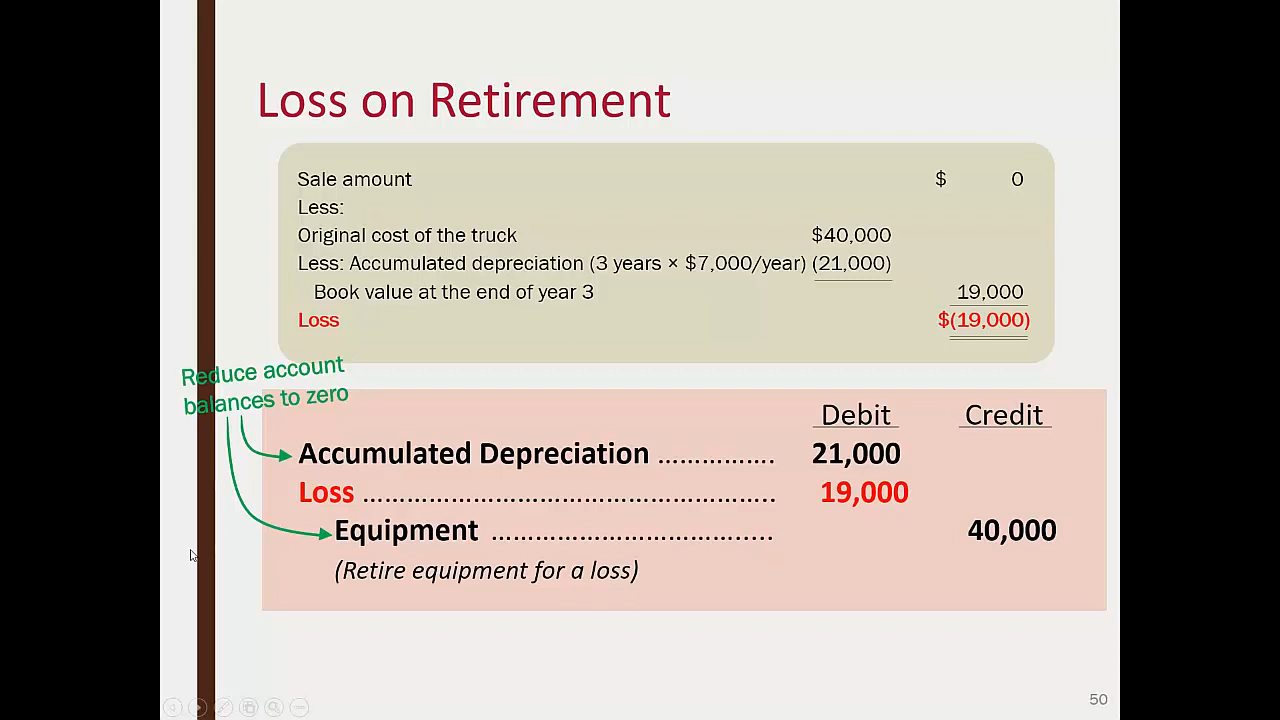 Loss on Retirement
Sale amount $ 0
Less:
Original cost of the truck $40,000
Less: Accumulated depreciation (3 years × $7,000/year) (21,000)
Book value at the end of year 3 19,000
Loss $(19,000)
Reduce account
balances to zero
Debit Credit
Accumulated Depreciation ……………. 21,000
Loss ………………………………………………….. 19,000
Equipment ……………………………….... 40,000
(Retire equipment for a loss)
50